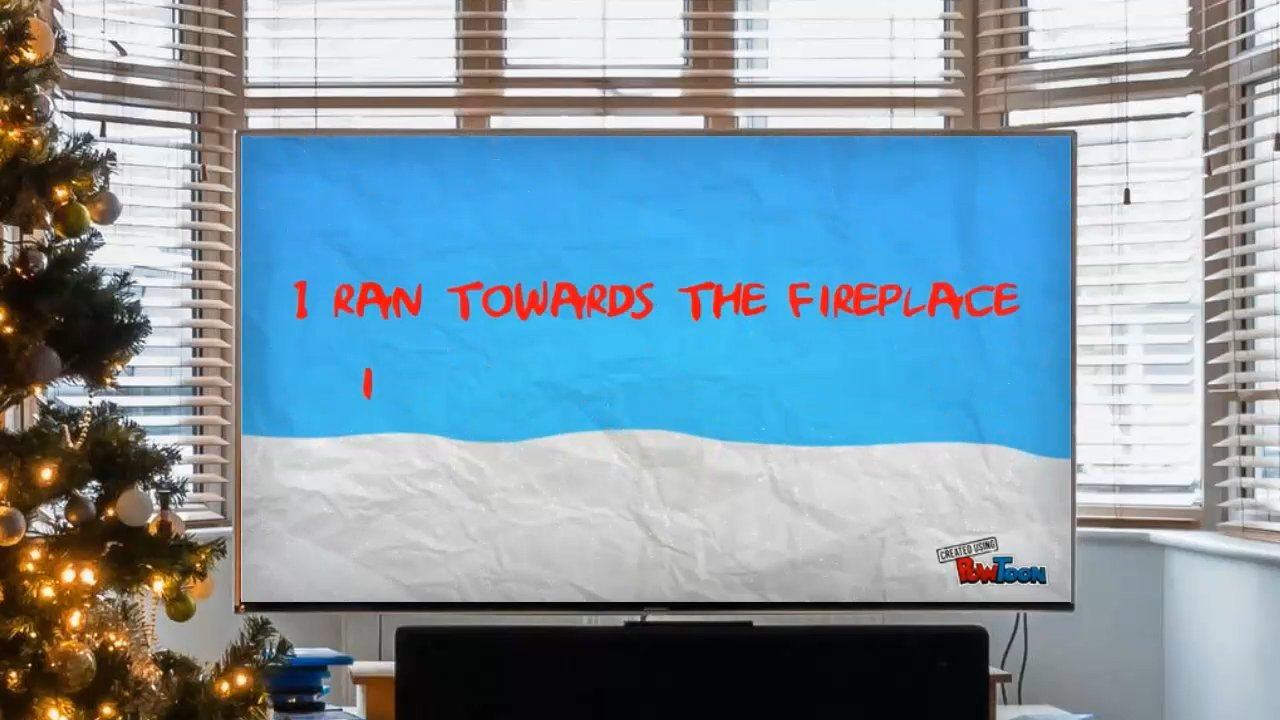 I RAN TOWARDS THE FIREPLACE
I
CREATED USING
POWTOON